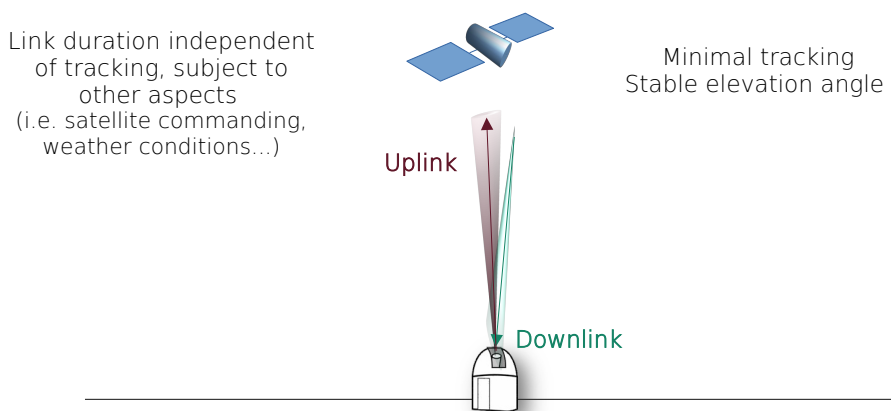 Link duration independent
of tracking, subject to
other aspects
(i.e. satellite commanding,
weather conditions...)
Minimal tracking
Stable elevation angle
Uplink
Downlink